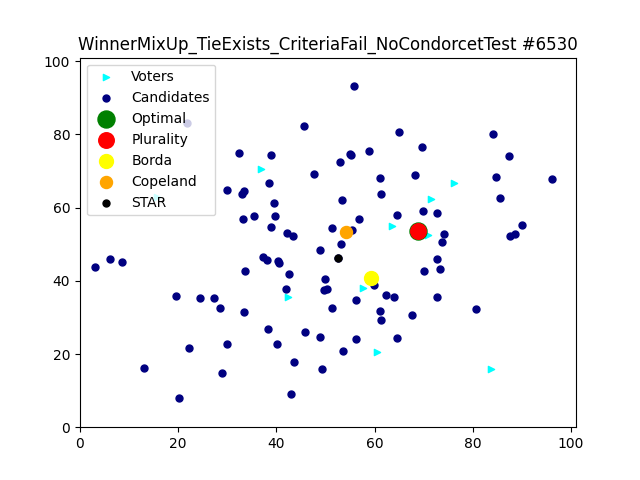 WinnerMixUp_TieExists_CriteriaFail_NoCondorcetTest #6530
100
80
60
40
20
0
Voters
Candidates
Optimal
Plurality
Borda
Copeland
STAR
0 20 40 60 80 100